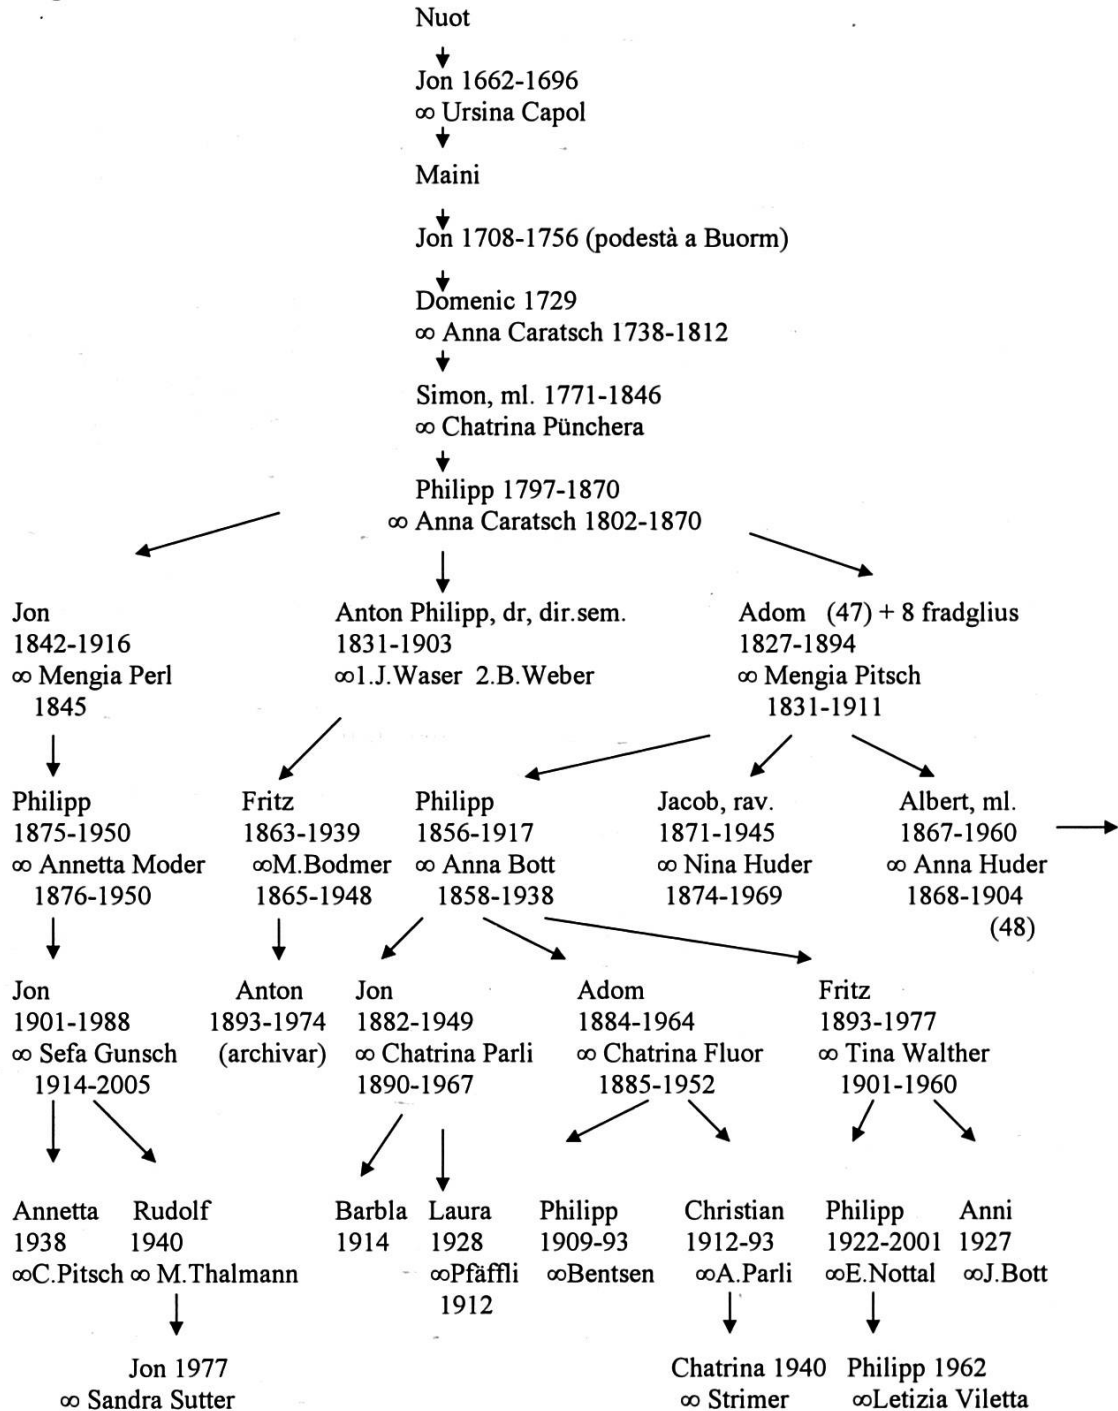 Nuot
Jon 1662-1696
∞ Ursina Capol
Maini
Jon 1708-1756 (podestà a Buorm)
Domenic 1729
∞ Anna Caratsch 1738-1812
Simon, ml. 1771-1846
∞ Chatrina Pünchera
Philipp 1797-1870
∞ Anna Caratsch 1802-1870
Jon
1842-1916
∞ Mengia Perl
1845
Anton Philipp, dr, dir.sem.
1831-1903
∞1.J.Waser 2.B.Weber
Adom (47) + 8 fradglius
1827-1894
∞ Mengia Pitsch
1831-1911
Philipp
1875-1950
∞ Annetta Moder
1876-1950
Fritz
1863-1939
∞M.Bodmer
1865-1948
Philipp
1856-1917
∞ Anna Bott
1858-1938
Jacob, rav.
1871-1945
∞ Nina Huder
1874-1969
Albert, ml.
1867-1960
∞ Anna Huder
1868-1904
(48)
Jon
1901-1988
∞ Sefa Gunsch
1914-2005
Anton
1893-1974
(archivar)
Jon
1882-1949
∞ Chatrina Parli
1890-1967
Adom
1884-1964
∞ Chatrina Fluor
1885-1952
Fritz
1893-1977
∞ Tina Walther
1901-1960
Annetta
1938
∞C.Pitsch
Rudolf
1940
∞ M.Thalmann
Barbla
1914
Laura
1928
∞Pfäffli
1912
Philipp
1909-93
∞Bentsen
Christian
1912-93
∞A.Parli
Philipp
1922-2001
∞E.Nottal
Anni
1927
∞J.Bott
Jon 1977
∞ Sandra Sutter
Chatrina 1940
∞ Strimer
Philipp 1962
∞Letizia Viletta